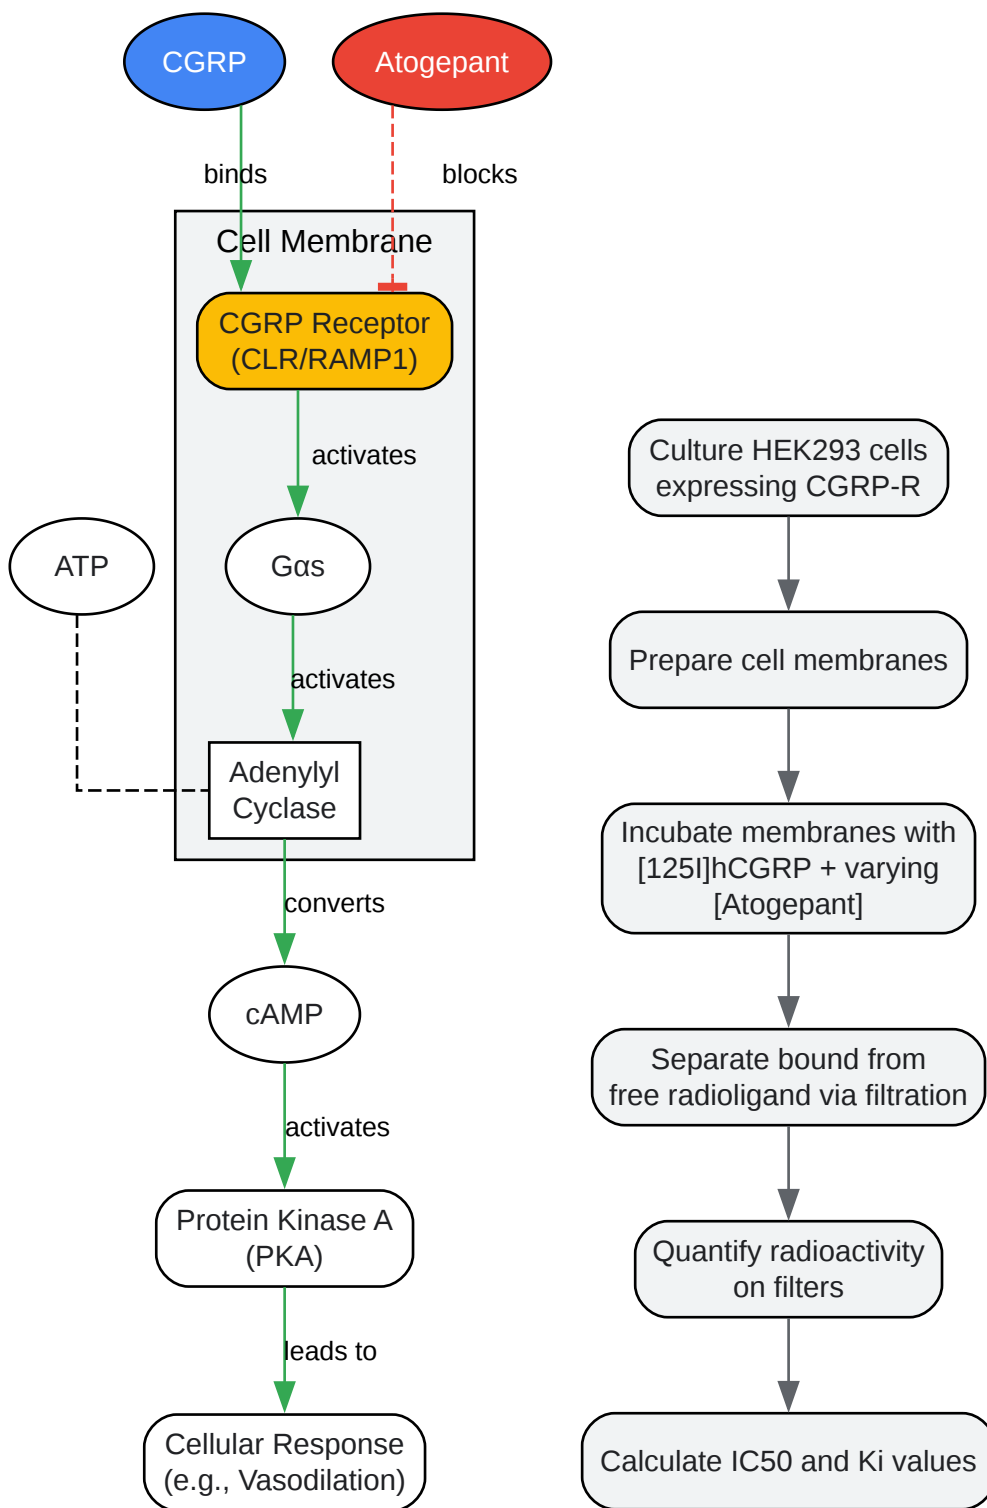 CGRP
Atogepant
binds
blocks
Cell Membrane
CGRP Receptor
(CLR/RAMP1)
activates
ATP
Gαs
activates
Adenylyl
Cyclase
converts
cAMP
activates
Protein Kinase A
(PKA)
leads to
Cellular Response
(e.g., Vasodilation)
Culture HEK293 cells
expressing CGRP-R
Prepare cell membranes
Incubate membranes with
[125I]hCGRP + varying
[Atogepant]
Separate bound from
free radioligand via filtration
Quantify radioactivity
on filters
Calculate IC50 and Ki values